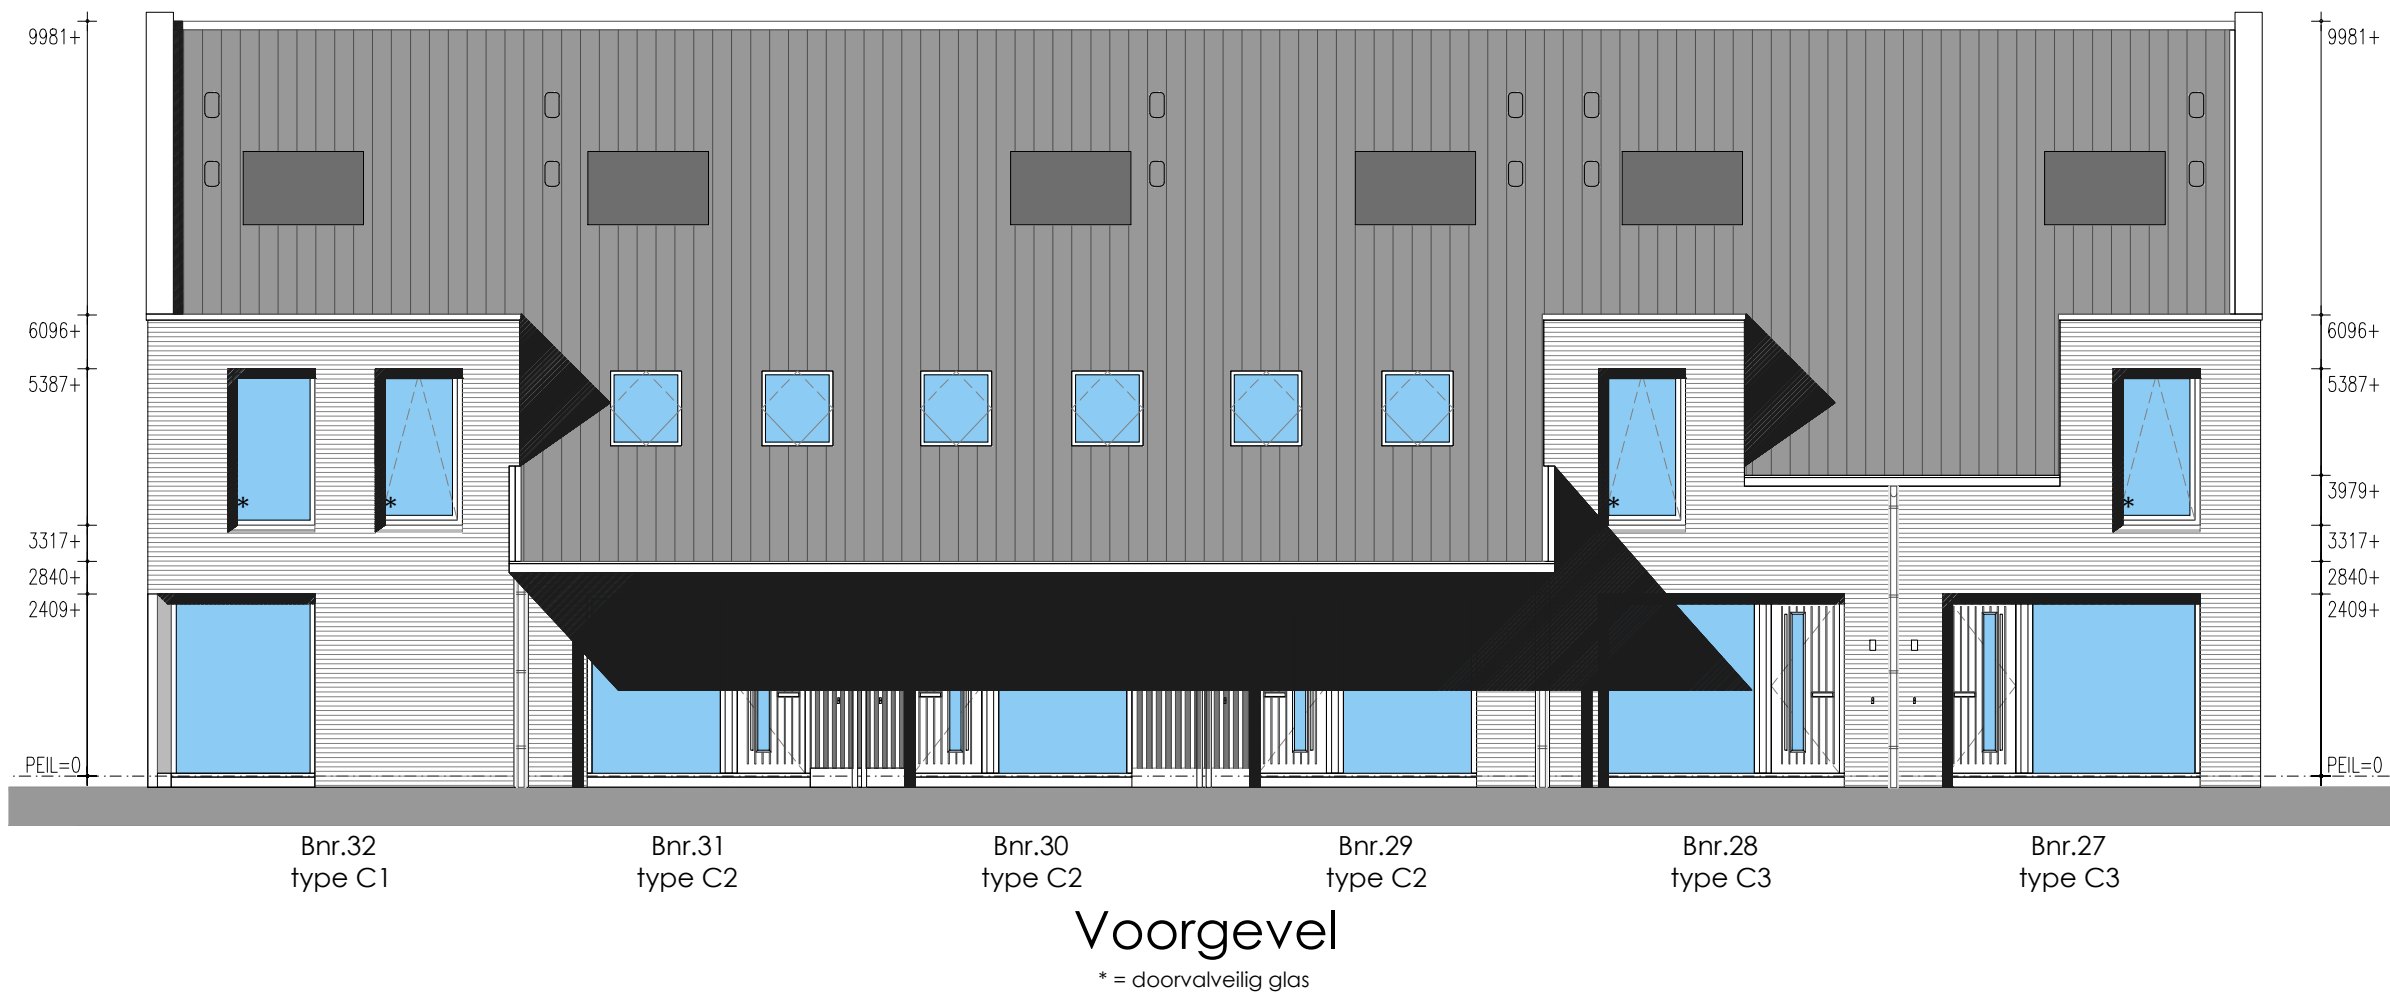 9981+ 9981+
6096+ 6096+
5387+ 5387+
* * * *
3979+
3317+ 3317+
2840+ 2840+
2409+ 2409+
PEIL=0 PEIL=0
Bnr.32 Bnr.31 Bnr.30 Bnr.29 Bnr.28 Bnr.27
type C1 type C2 type C2 type C2 type C3 type C3
Voorgevel
* = doorvalveilig glas